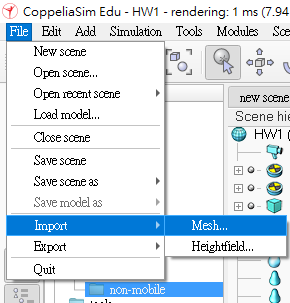 CoppeliaSim Edu - HW1 - rendering: 1 ms (7.94
File Edit Add Simulation Tools Modules Sce
New scene
Open scene...
Open recent scene
Load model...
Close scene
Save scene
Save scene as
Save model as
Import
Export
Quit
Mesh...
Heightfield...
new scene
Scene hie
HW1 (
non-mobile